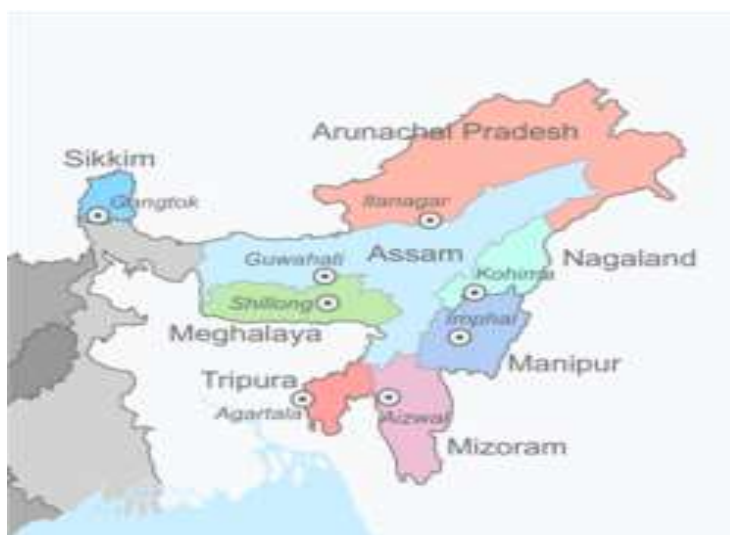 Arunachal Pradesh
Sikkim
Gangtok
Itanagar
Assam
Guwahati
Nagaland
Kohima
Shillong
Imphal
Meghalaya
Manipur
Tripura
Agartala
Aizwal
Mizoram